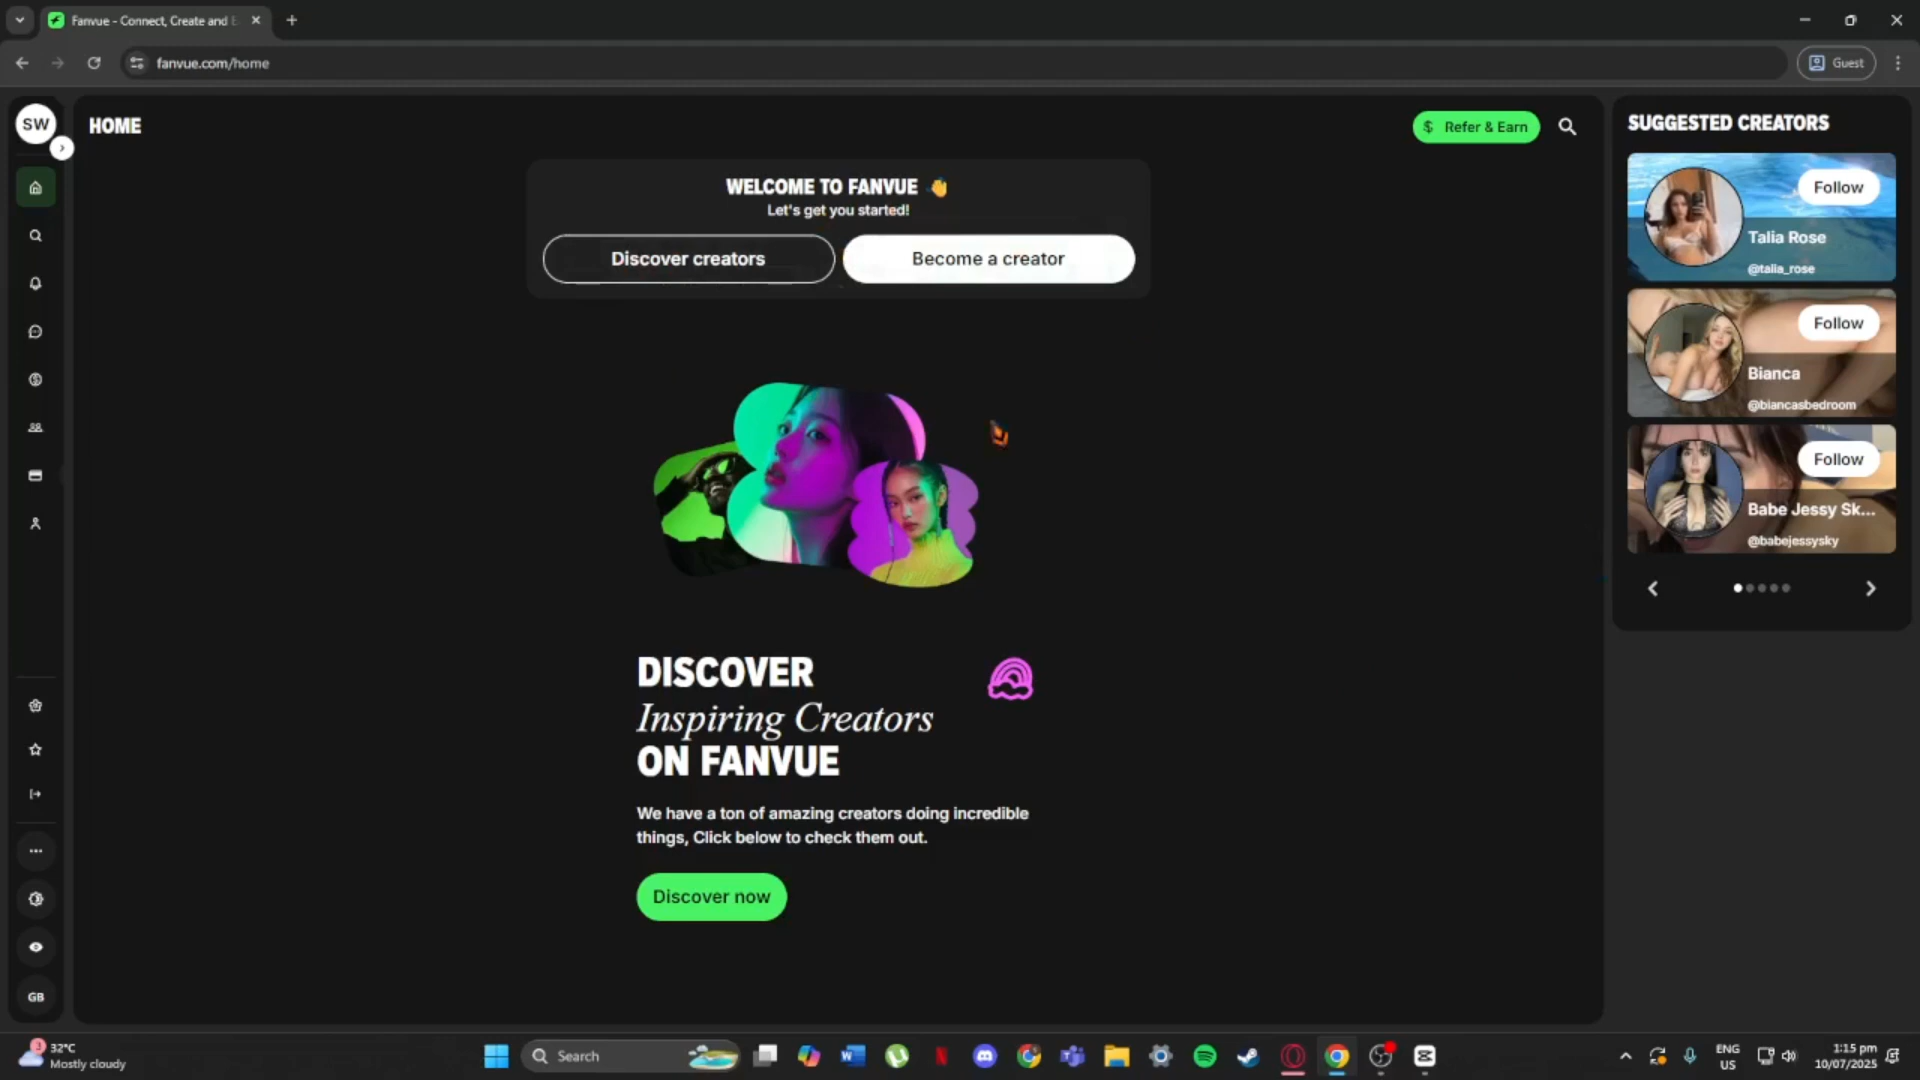 Fanvue - Connect, Create and E
fanvue.com/home
Guest
SW
HOME
$ Refer & Earn
WELCOME TO FANVUE 👋
Let's get you started!
Discover creators
Become a creator
DISCOVER
Inspiring Creators
ON FANVUE
We have a ton of amazing creators doing incredible
things, Click below to check them out.
Discover now
SUGGESTED CREATORS
Follow
Talia Rose
@talia_rose
Follow
Bianca
@biancasbedroom
Follow
Babe Jessy Sk...
@babejessysky
GB
3
32°C
Mostly cloudy
Search
ENG
US
1:15 pm
10/07/2025